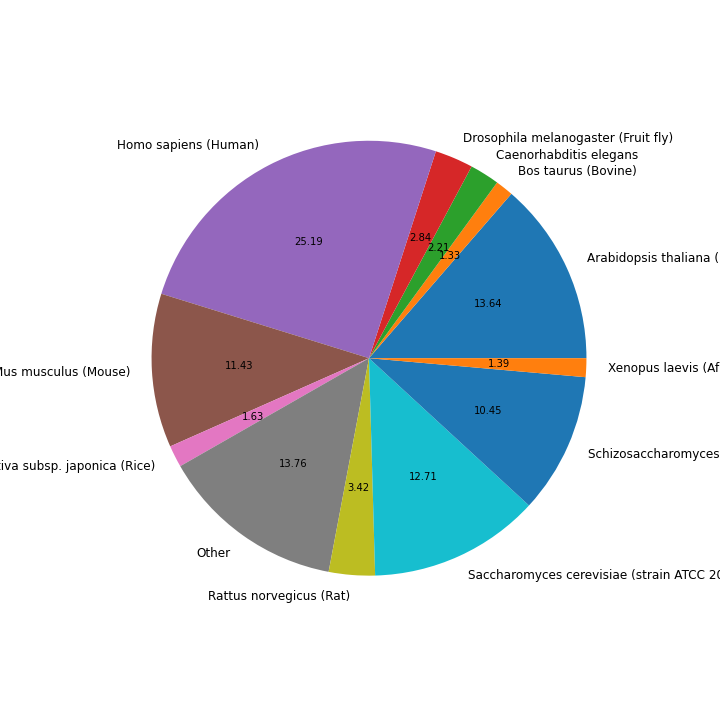 Drosophila melanogaster (Fruit fly)
Homo sapiens (Human)
Caenorhabditis elegans
Bos taurus (Bovine)
2.84
25.19
2.21
1.33
Arabidopsis thaliana (
13.64
1.39
11.43
Xenopus laevis (Af
us musculus (Mouse)
10.45
1.63
Schizosaccharomyces
13.76
tiva subsp. japonica (Rice)
12.71
3.42
Other
Saccharomyces cerevisiae (strain ATCC 20
Rattus norvegicus (Rat)